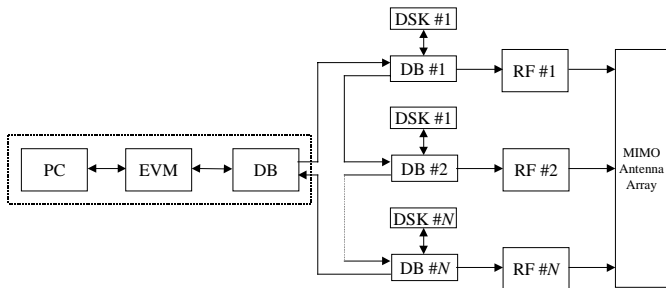 DSK #1
DB #1
RF #1
DSK #1
PC
EVM
DB
DB #2
RF #2
MIMO
Antenna
Array
DSK #N
DB #N
RF #N